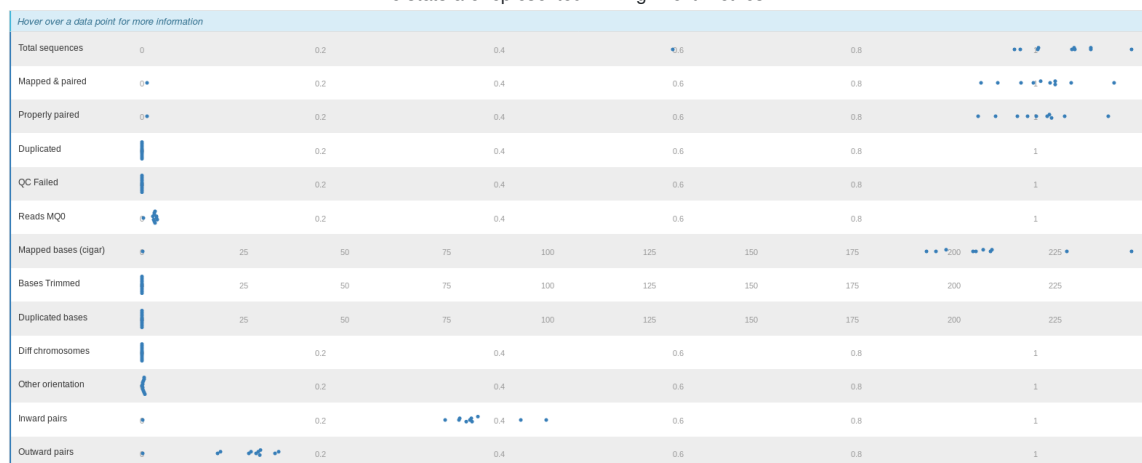 Hover over a data point for more information
Total sequences 0 0.2 0.4 0.6 0.8 1
Mapped & paired 0 0.2 0.4 0.6 0.8 1
Properly paired 0 0.2 0.4 0.6 0.8 1
Duplicated 0.2 0.4 0.6 0.8 1
QC Failed 0.2 0.4 0.6 0.8 1
Reads MQ0 0 0.2 0.4 0.6 0.8 1
Mapped bases (cigar) 0 25 50 75 100 125 150 175 200 225
Bases Trimmed 25 50 75 100 125 150 175 200 225
Duplicated bases 25 50 75 100 125 150 175 200 225
Diff chromosomes 0.2 0.4 0.6 0.8 1
Other orientation 0.2 0.4 0.6 0.8 1
Inward pairs 0 0.2 0.4 0.6 0.8 1
Outward pairs 0 0.2 0.4 0.6 0.8 1